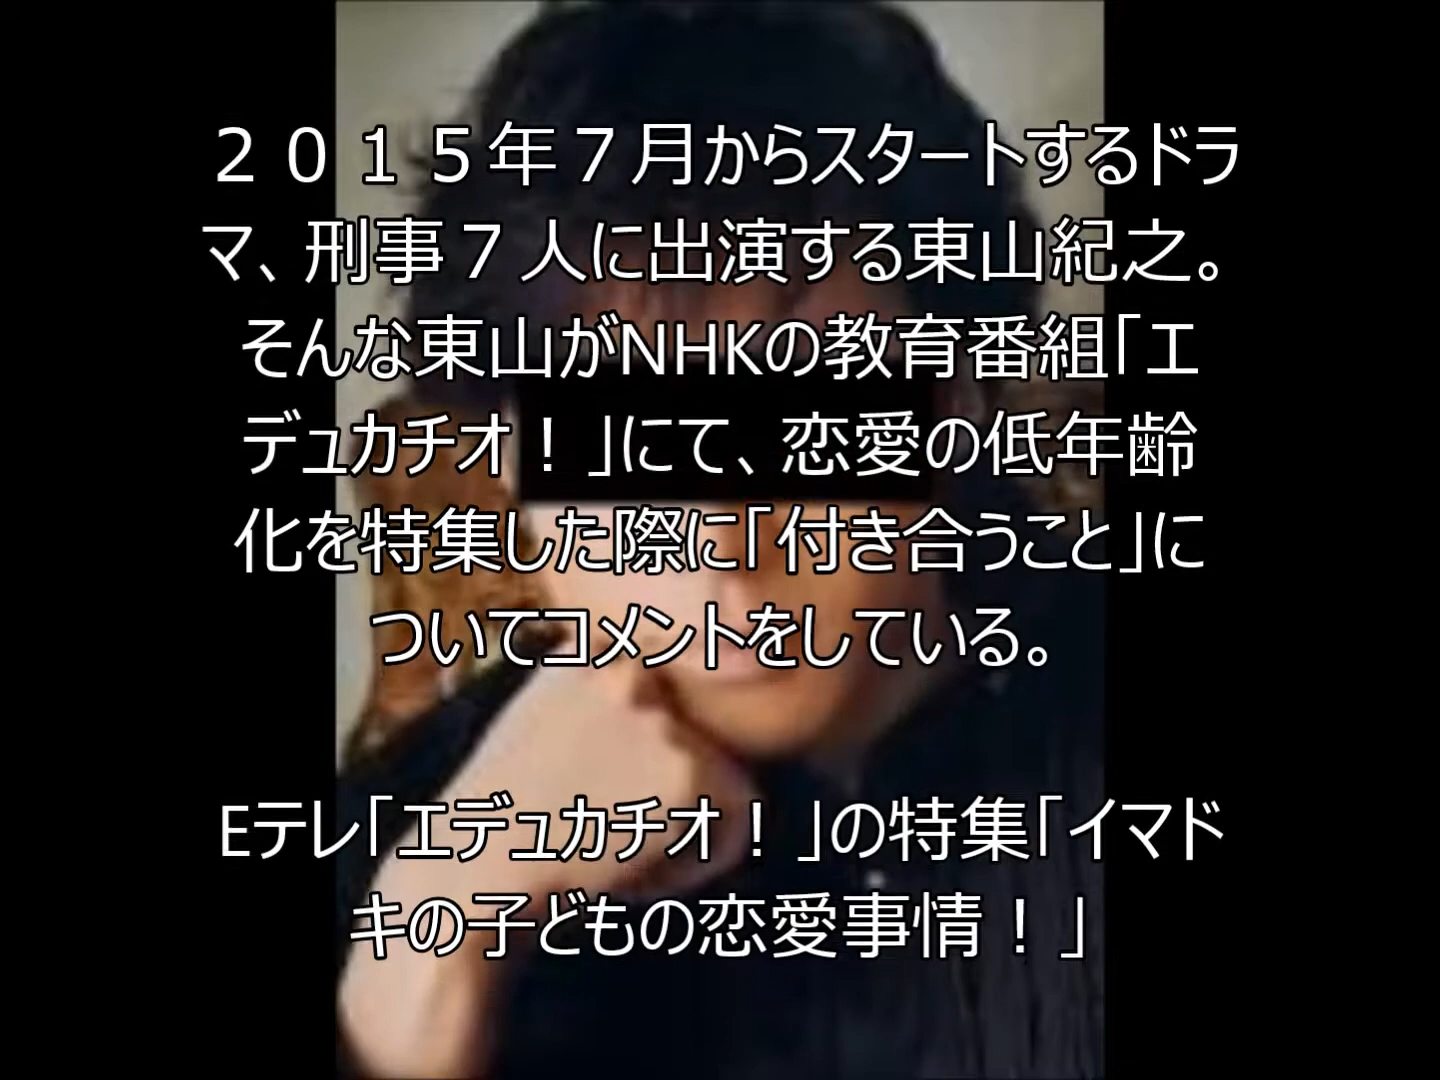 ２０１５年７月からスタートするドラ
マ、刑事７人に出演する東山紀之。
そんな東山がNHKの教育番組「エ
デュカチオ！」にて、恋愛の低年齢
化を特集した際に「付き合うこと」に
ついてコメントをしている。
Eテレ「エデュカチオ！」の特集「イマド
キの子どもの恋愛事情！」